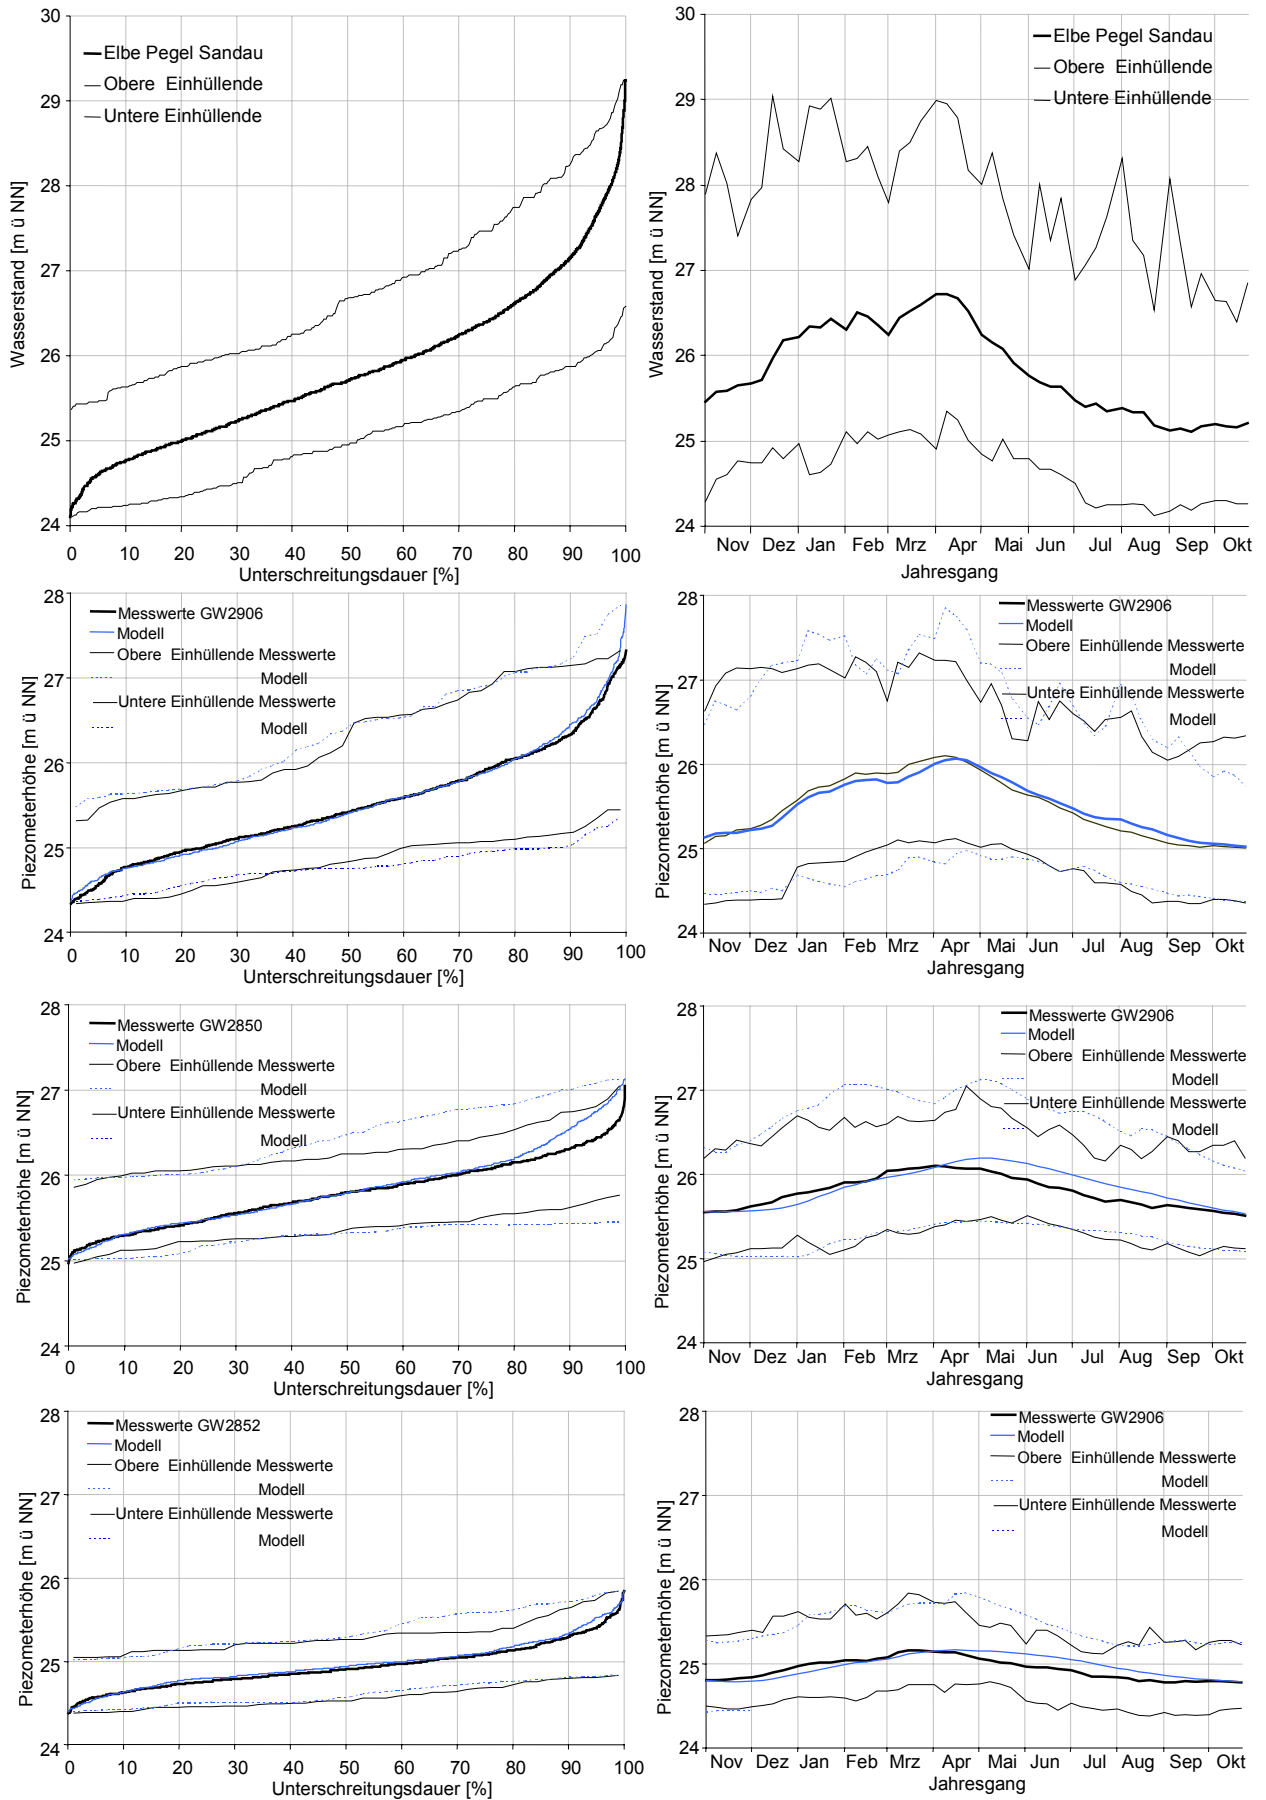 30
29
28
27
26
25
24
Wasserstand [m ü NN]
Elbe Pegel Sandau
Obere Einhüllende
Untere Einhüllende
0 10 20 30 40 50 60 70 80 90 100
Unterschreitungsdauer [%]
30
29
28
27
26
25
24
Wasserstand [m ü NN]
Elbe Pegel Sandau
Obere Einhüllende
Untere Einhüllende
Nov Dez Jan Feb Mrz Apr Mai Jun Jul Aug Sep Okt
Jahresgang
28
27
26
25
24
Piezometerhöhe [m ü NN]
Messwerte GW2906
Modell
Obere Einhüllende Messwerte
Modell
Untere Einhüllende Messwerte
Modell
0 10 20 30 40 50 60 70 80 90 100
Unterschreitungsdauer [%]
28
27
26
25
24
Piezometerhöhe [m ü NN]
Messwerte GW2906
Modell
Obere Einhüllende Messwerte
Modell
Untere Einhüllende Messwerte
Modell
Nov Dez Jan Feb Mrz Apr Mai Jun Jul Aug Sep Okt
Jahresgang
28
27
26
25
24
Piezometerhöhe [m ü NN]
Messwerte GW2850
Modell
Obere Einhüllende Messwerte
Modell
Untere Einhüllende Messwerte
Modell
0 10 20 30 40 50 60 70 80 90 100
Unterschreitungsdauer [%]
28
27
26
25
24
Piezometerhöhe [m ü NN]
Messwerte GW2906
Modell
Obere Einhüllende Messwerte
Modell
Untere Einhüllende Messwerte
Modell
Nov Dez Jan Feb Mrz Apr Mai Jun Jul Aug Sep Okt
Jahresgang
28
27
26
25
24
Piezometerhöhe [m ü NN]
Messwerte GW2852
Modell
Obere Einhüllende Messwerte
Modell
Untere Einhüllende Messwerte
Modell
0 10 20 30 40 50 60 70 80 90 100
Unterschreitungsdauer [%]
28
27
26
25
24
Piezometerhöhe [m ü NN]
Messwerte GW2906
Modell
Obere Einhüllende Messwerte
Modell
Untere Einhüllende Messwerte
Modell
Nov Dez Jan Feb Mrz Apr Mai Jun Jul Aug Sep Okt
Jahresgang